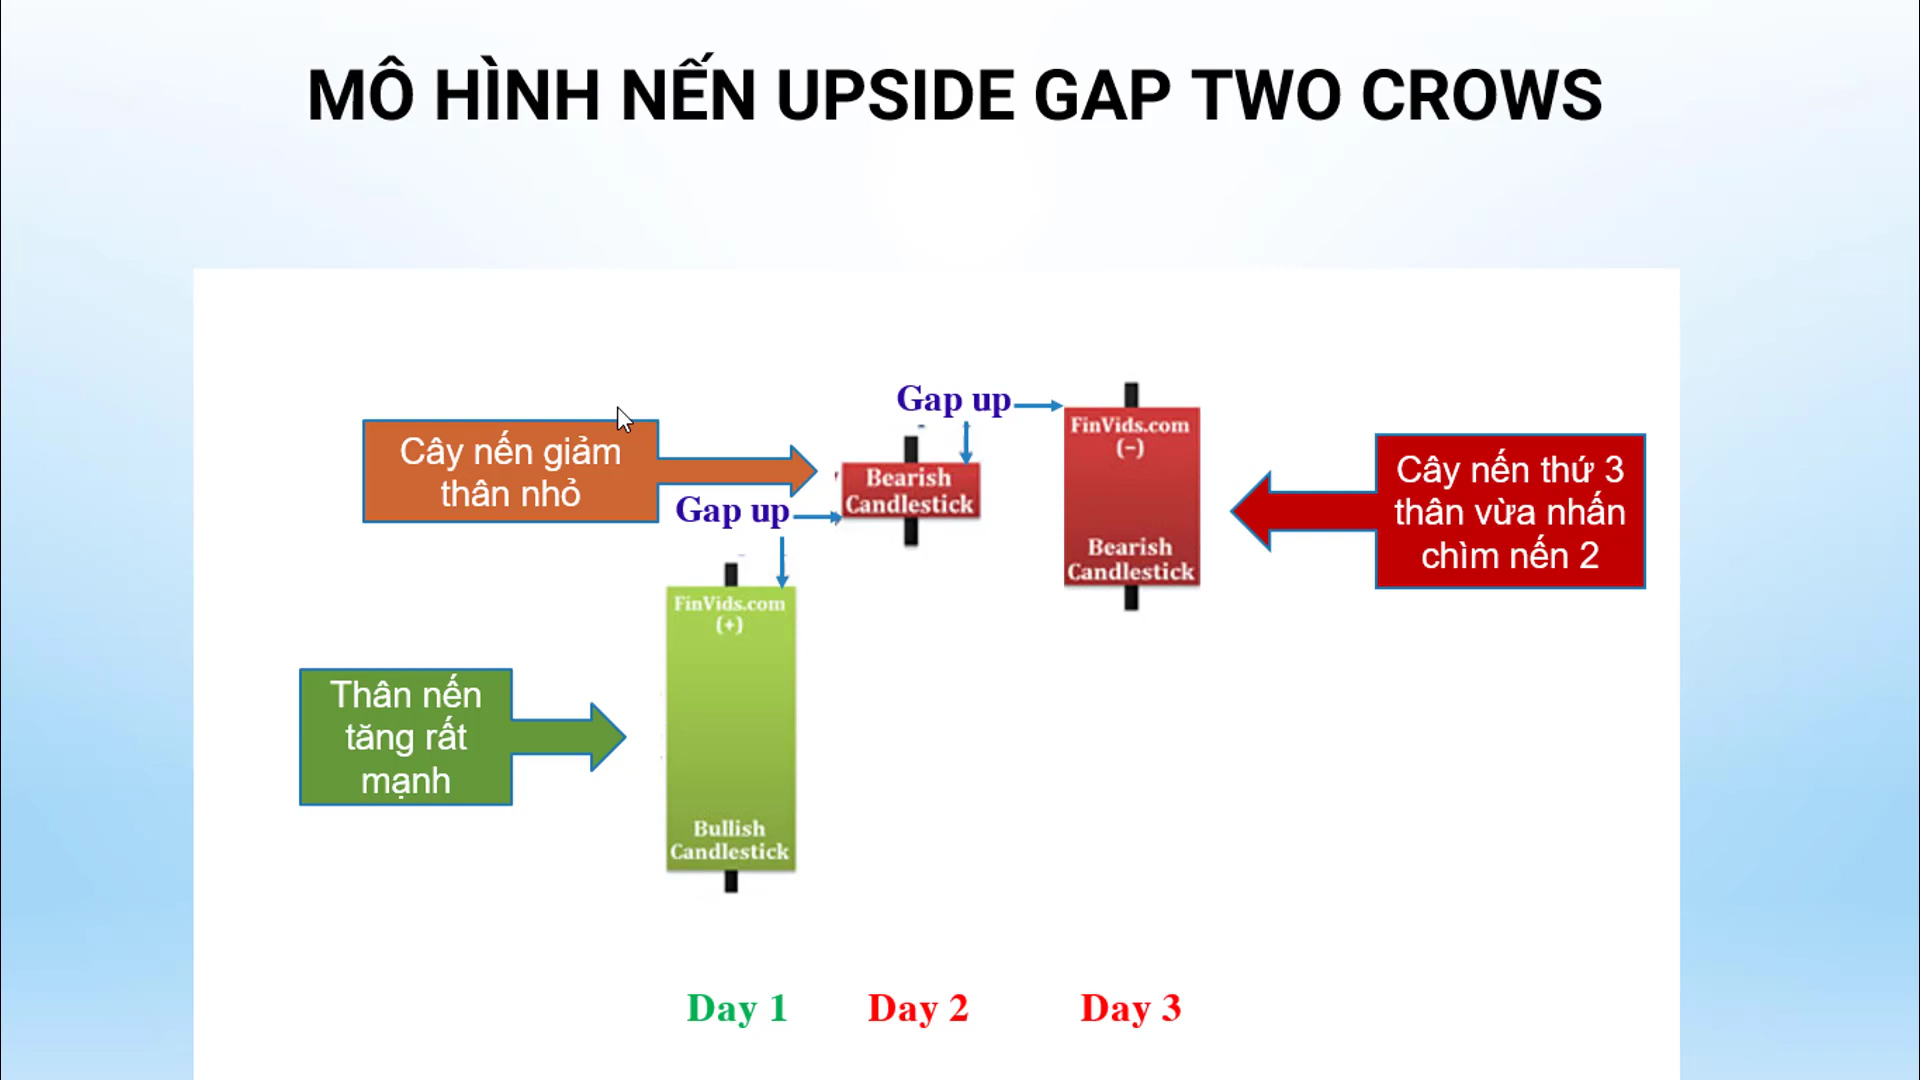 MÔ HÌNH NẾN UPSIDE GAP TWO CROWS
Gap up
FinVids.com
(–)
Bearish
Candlestick
Cây nến giảm
thân nhỏ
Bearish
Candlestick
Gap up
Cây nến thứ 3
thân vừa nhấn
chìm nến 2
FinVids.com
(+)
Bullish
Candlestick
Thân nến
tăng rất
mạnh
Day 1
Day 2
Day 3